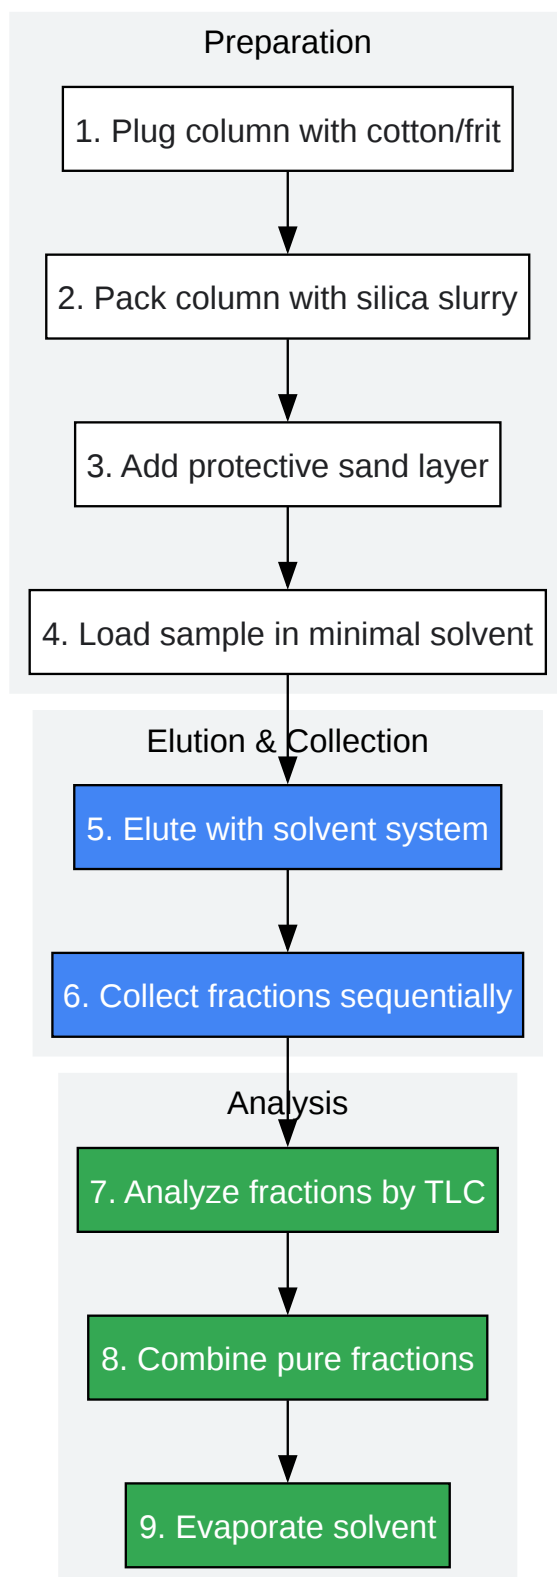 Preparation
1. Plug column with cotton/frit
2. Pack column with silica slurry
3. Add protective sand layer
4. Load sample in minimal solvent
Elution & Collection
5. Elute with solvent system
6. Collect fractions sequentially
Analysis
7. Analyze fractions by TLC
8. Combine pure fractions
9. Evaporate solvent